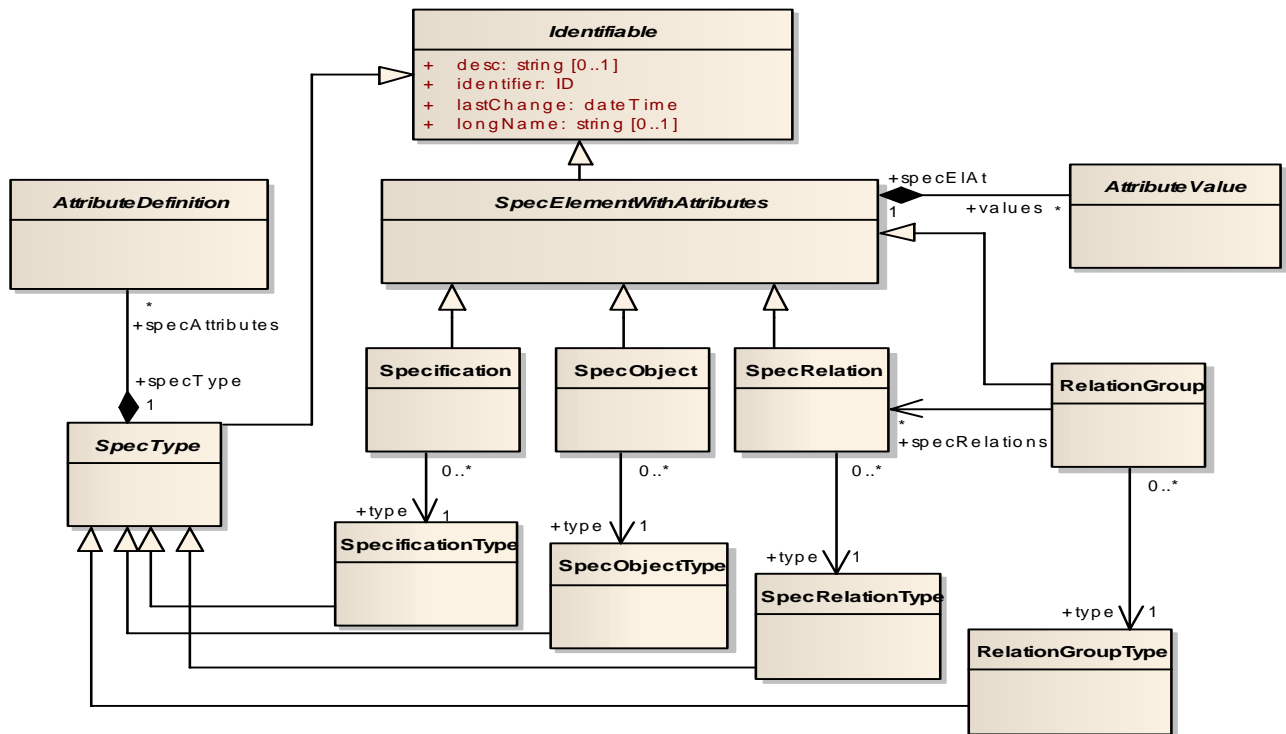 Identifiable
+ desc: string [0..1]
+ identifier: ID
+ lastChange: dateTime
+ longName: string [0..1]
AttributeDefinition
SpecElementWithAttributes
+specElAt
1
+values *
AttributeValue
*
+specAttributes
+specType
1
SpecType
Specification
SpecObject
SpecRelation
RelationGroup
*
+specRelations
0..*
0..*
0..*
0..*
+type 1
SpecificationType
+type 1
SpecObjectType
+type 1
SpecRelationType
+type 1
RelationGroupType